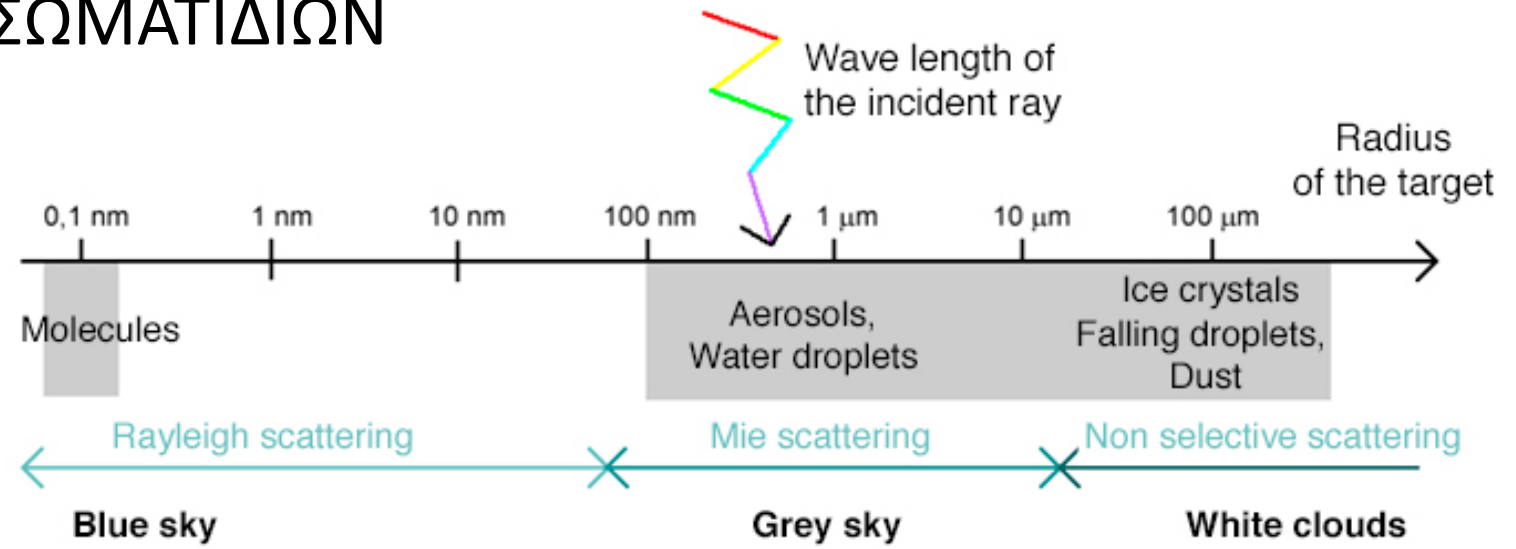 ΣΩΜΑΤΙΔΙΩΝ
Wave length of
the incident ray
Radius
of the target
0,1 nm 1 nm 10 nm 100 nm 1 μm 10 μm 100 μm
Molecules
Aerosols,
Water droplets
Ice crystals
Falling droplets,
Dust
Rayleigh scattering Mie scattering Non selective scattering
Blue sky Grey sky White clouds